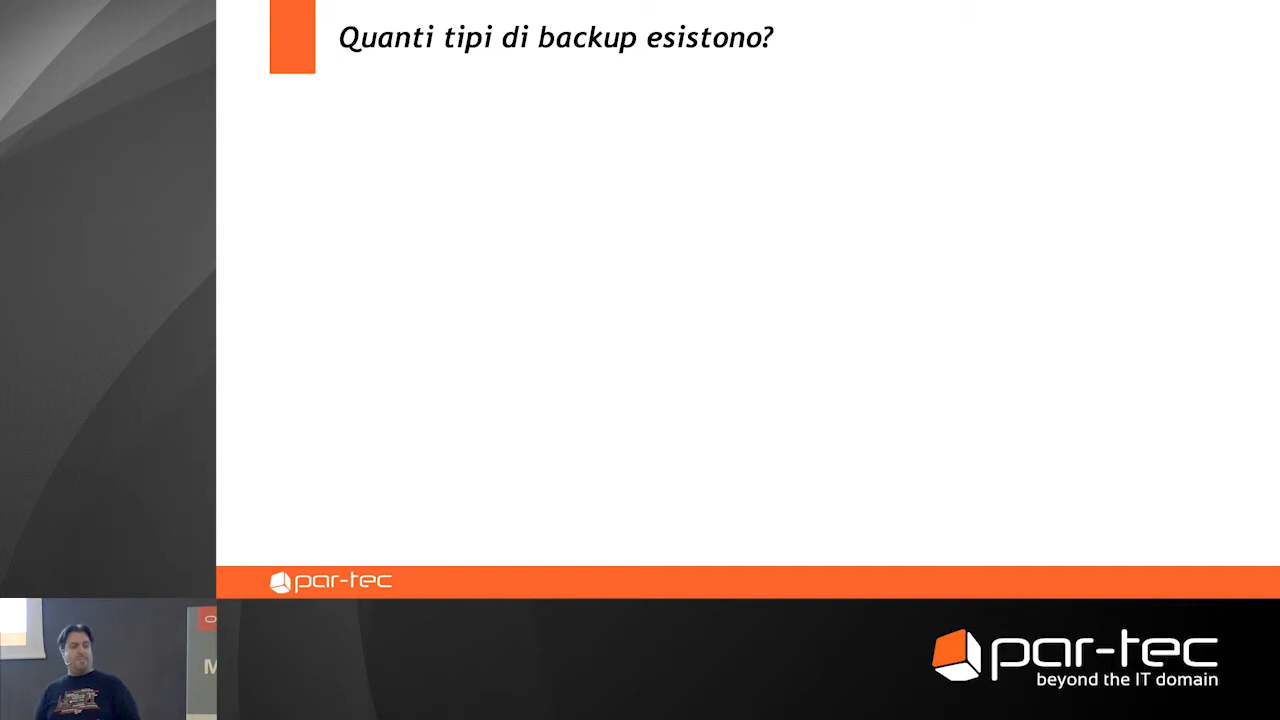 Quanti tipi di backup esistono?
par-tec
M
par-tec
beyond the IT domain